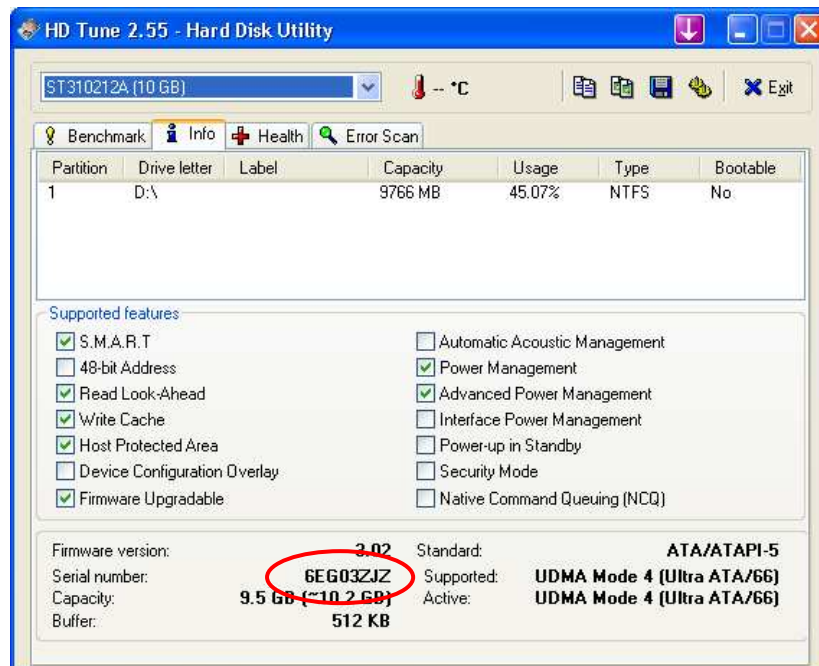 HD Tune 2.55 - Hard Disk Utility
ST310212A (10 GB) -- °C Exit
Benchmark Info Health Error Scan
Partition Drive letter Label Capacity Usage Type Bootable
1 D:\ 9766 MB 45.07% NTFS No
Supported features
S.M.A.R.T Automatic Acoustic Management
48-bit Address Power Management
Read Look-Ahead Advanced Power Management
Write Cache Interface Power Management
Host Protected Area Power-up in Standby
Device Configuration Overlay Security Mode
Firmware Upgradable Native Command Queuing (NCQ)
Firmware version: 3.02 Standard: ATA/ATAPI-5
Serial number: 6EG03ZJZ Supported: UDMA Mode 4 (Ultra ATA/66)
Capacity: 9.5 GB (~10.2 GB) Active: UDMA Mode 4 (Ultra ATA/66)
Buffer: 512 KB